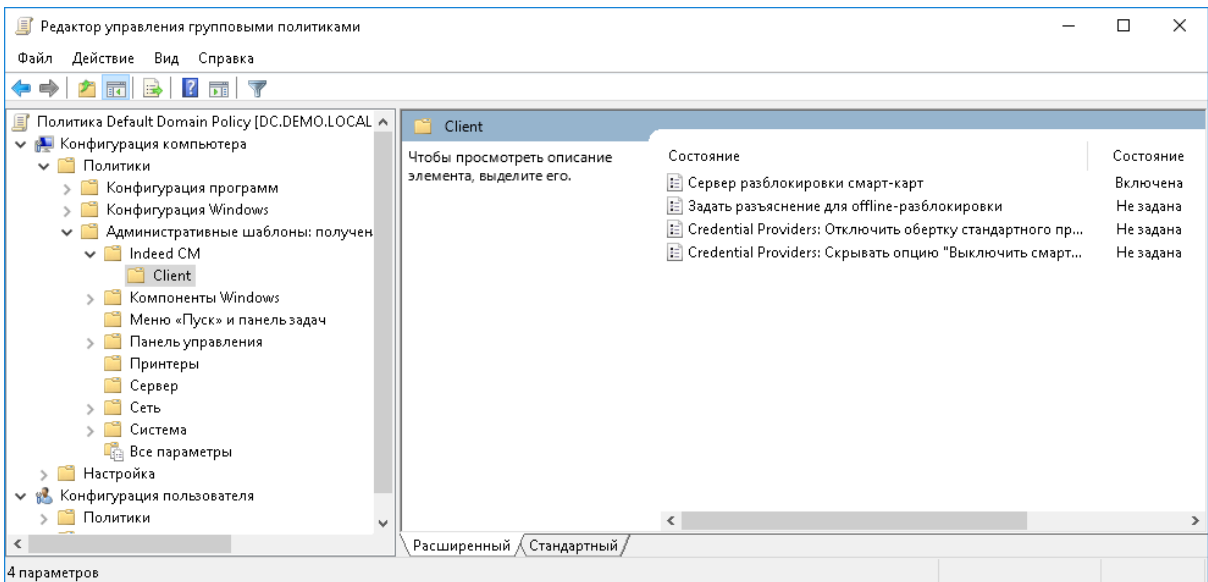 Редактор управления групповыми политиками
Файл Действие Вид Справка
Политика Default Domain Policy [DC.DEMO.LOCAL
Конфигурация компьютера
Политики
Конфигурация программ
Конфигурация Windows
Административные шаблоны: получен
Indeed CM
Client
Компоненты Windows
Меню «Пуск» и панель задач
Панель управления
Принтеры
Сервер
Сеть
Система
Все параметры
Настройка
Конфигурация пользователя
Политики
Client
Чтобы просмотреть описание
элемента, выделите его.
Состояние Состояние
Сервер разблокировки смарт-карт Включена
Задать разъяснение для offline-разблокировки Не задана
Credential Providers: Отключить обертку стандартного пр... Не задана
Credential Providers: Скрывать опцию "Выключить смарт... Не задана
Расширенный Стандартный
4 параметров